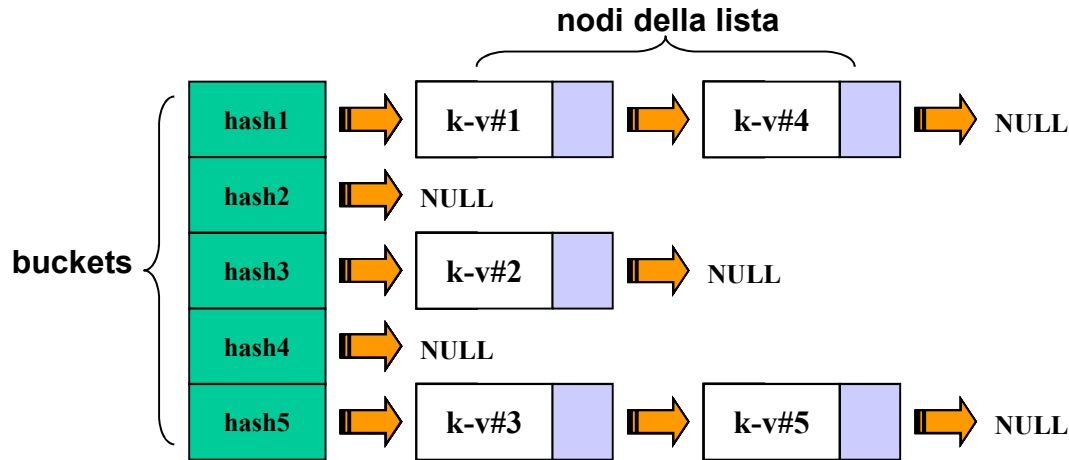 nodi della lista
hash1 k-v#1 k-v#4 NULL
hash2 NULL
buckets
hash3 k-v#2 NULL
hash4 NULL
hash5 k-v#3 k-v#5 NULL